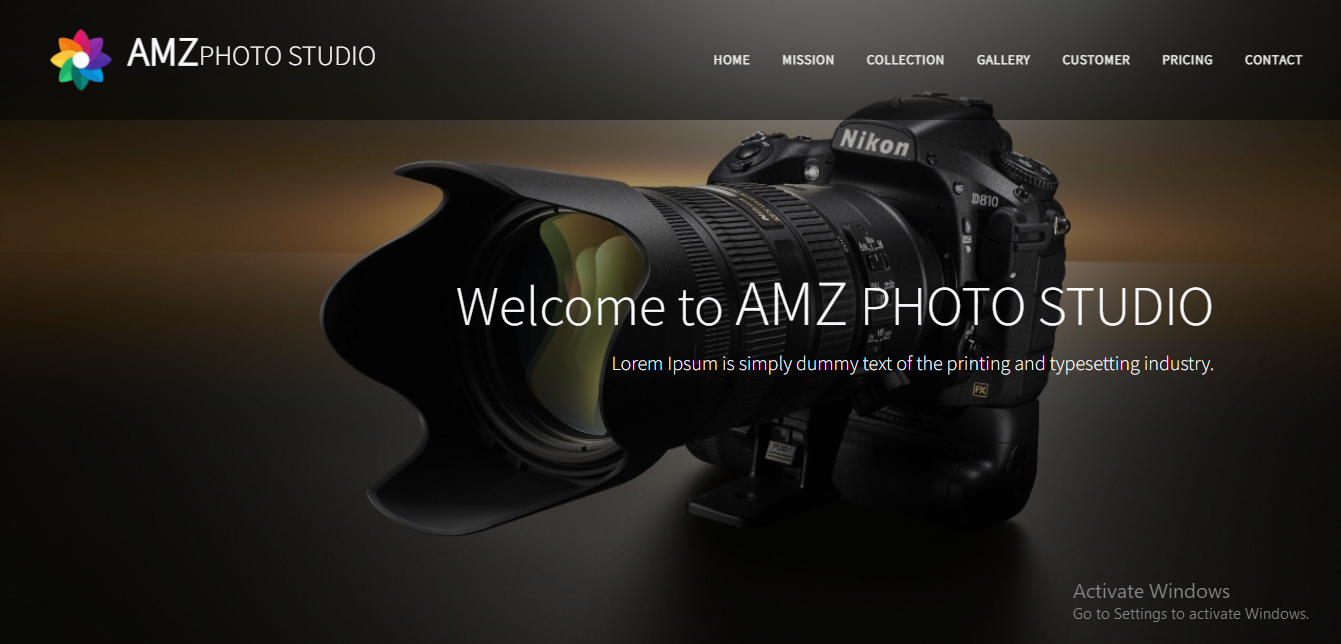 AMZPHOTO STUDIO
HOME MISSION COLLECTION GALLERY CUSTOMER PRICING CONTACT
Nikon
D810
Welcome to AMZ PHOTO STUDIO
Lorem Ipsum is simply dummy text of the printing and typesetting industry.
FX
Activate Windows
Go to Settings to activate Windows.